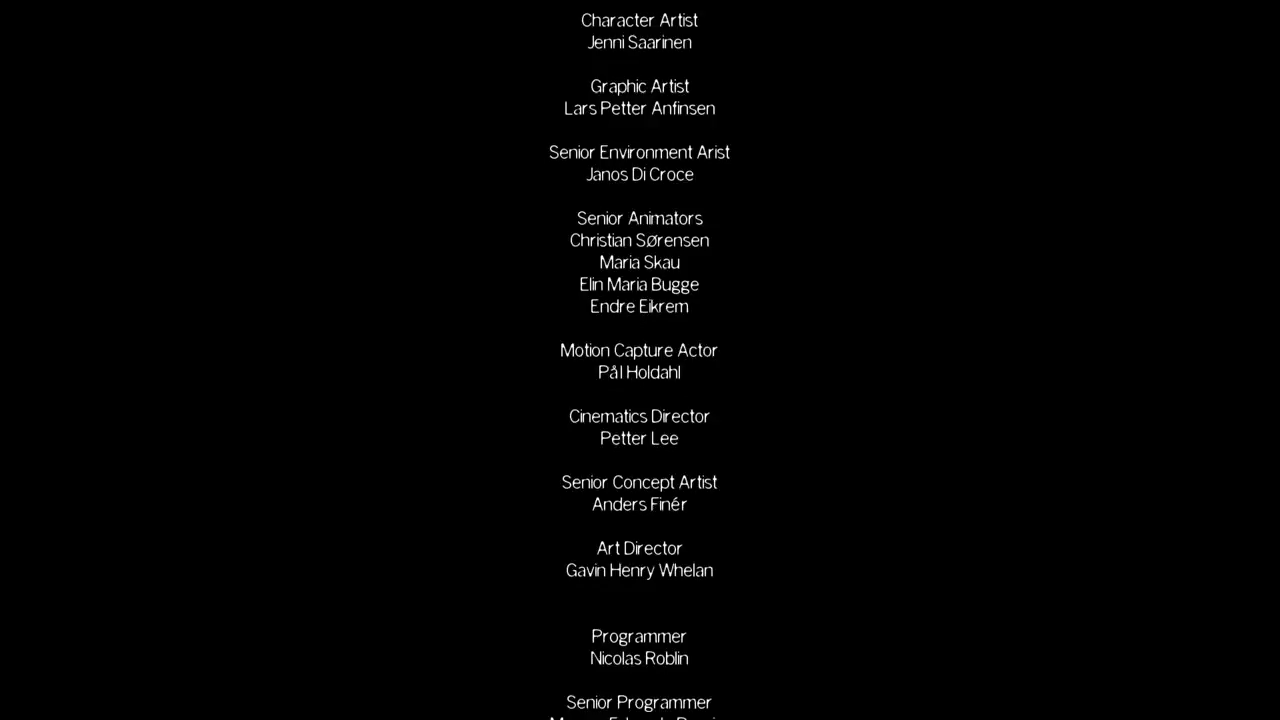 Character Artist
Jenni Saarinen
Graphic Artist
Lars Petter Anfinsen
Senior Environment Arist
Janos Di Croce
Senior Animators
Christian Sørensen
Maria Skau
Elin Maria Bugge
Endre Eikrem
Motion Capture Actor
Pål Holdahl
Cinematics Director
Petter Lee
Senior Concept Artist
Anders Finér
Art Director
Gavin Henry Whelan
Programmer
Nicolas Roblin
Senior Programmer